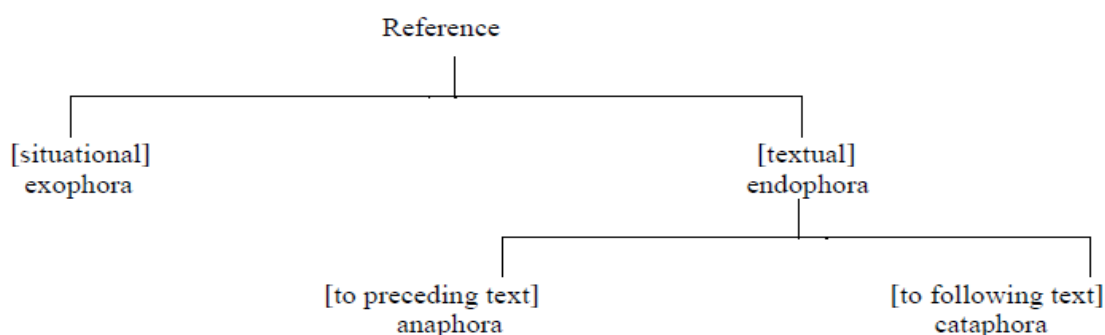 Reference
[situational]
exophora
[textual]
endophora
[to preceding text]
anaphora
[to following text]
cataphora